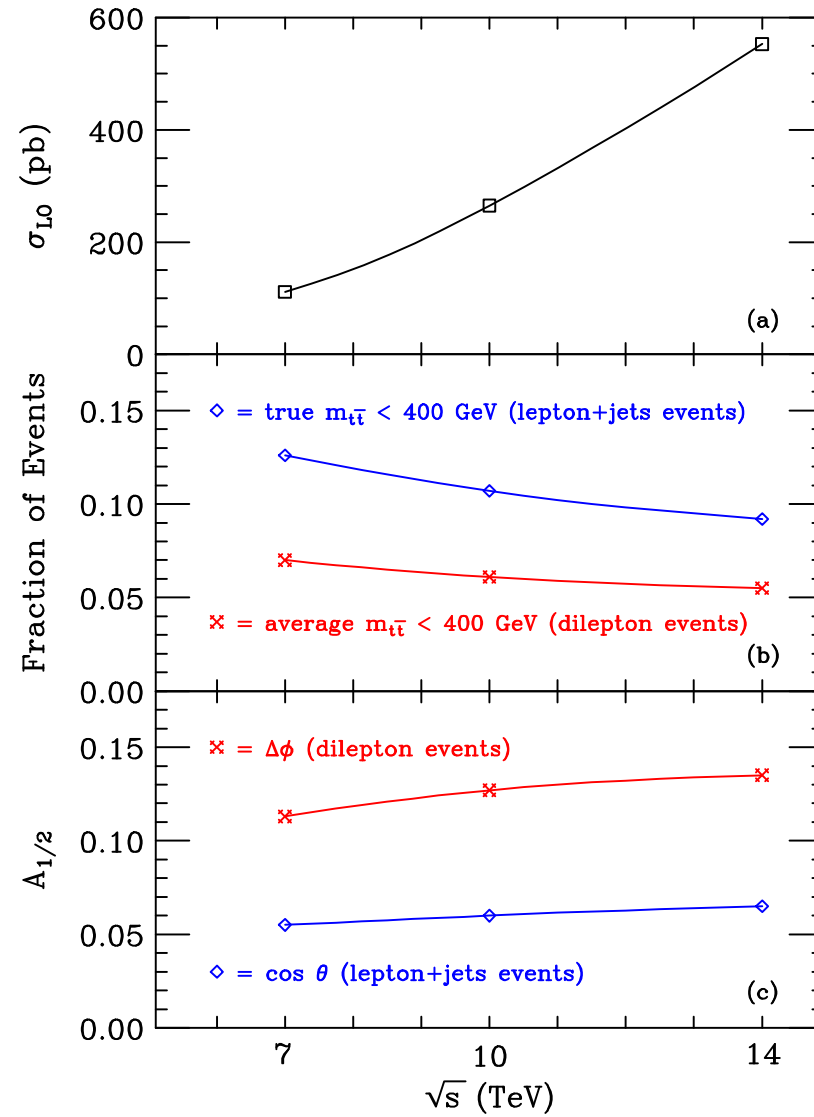 600
400
200
0
σLO (pb)
(a)
0.15
0.10
0.05
0.00
Fraction of Events
◇ = true mtt̅ < 400 GeV (lepton+jets events)
= average mtt̅ < 400 GeV (dilepton events)
(b)
0.15
0.10
0.05
0.00
A1/2
= Δϕ (dilepton events)
◇ = cos θ (lepton+jets events)
(c)
7 10 14
√s (TeV)